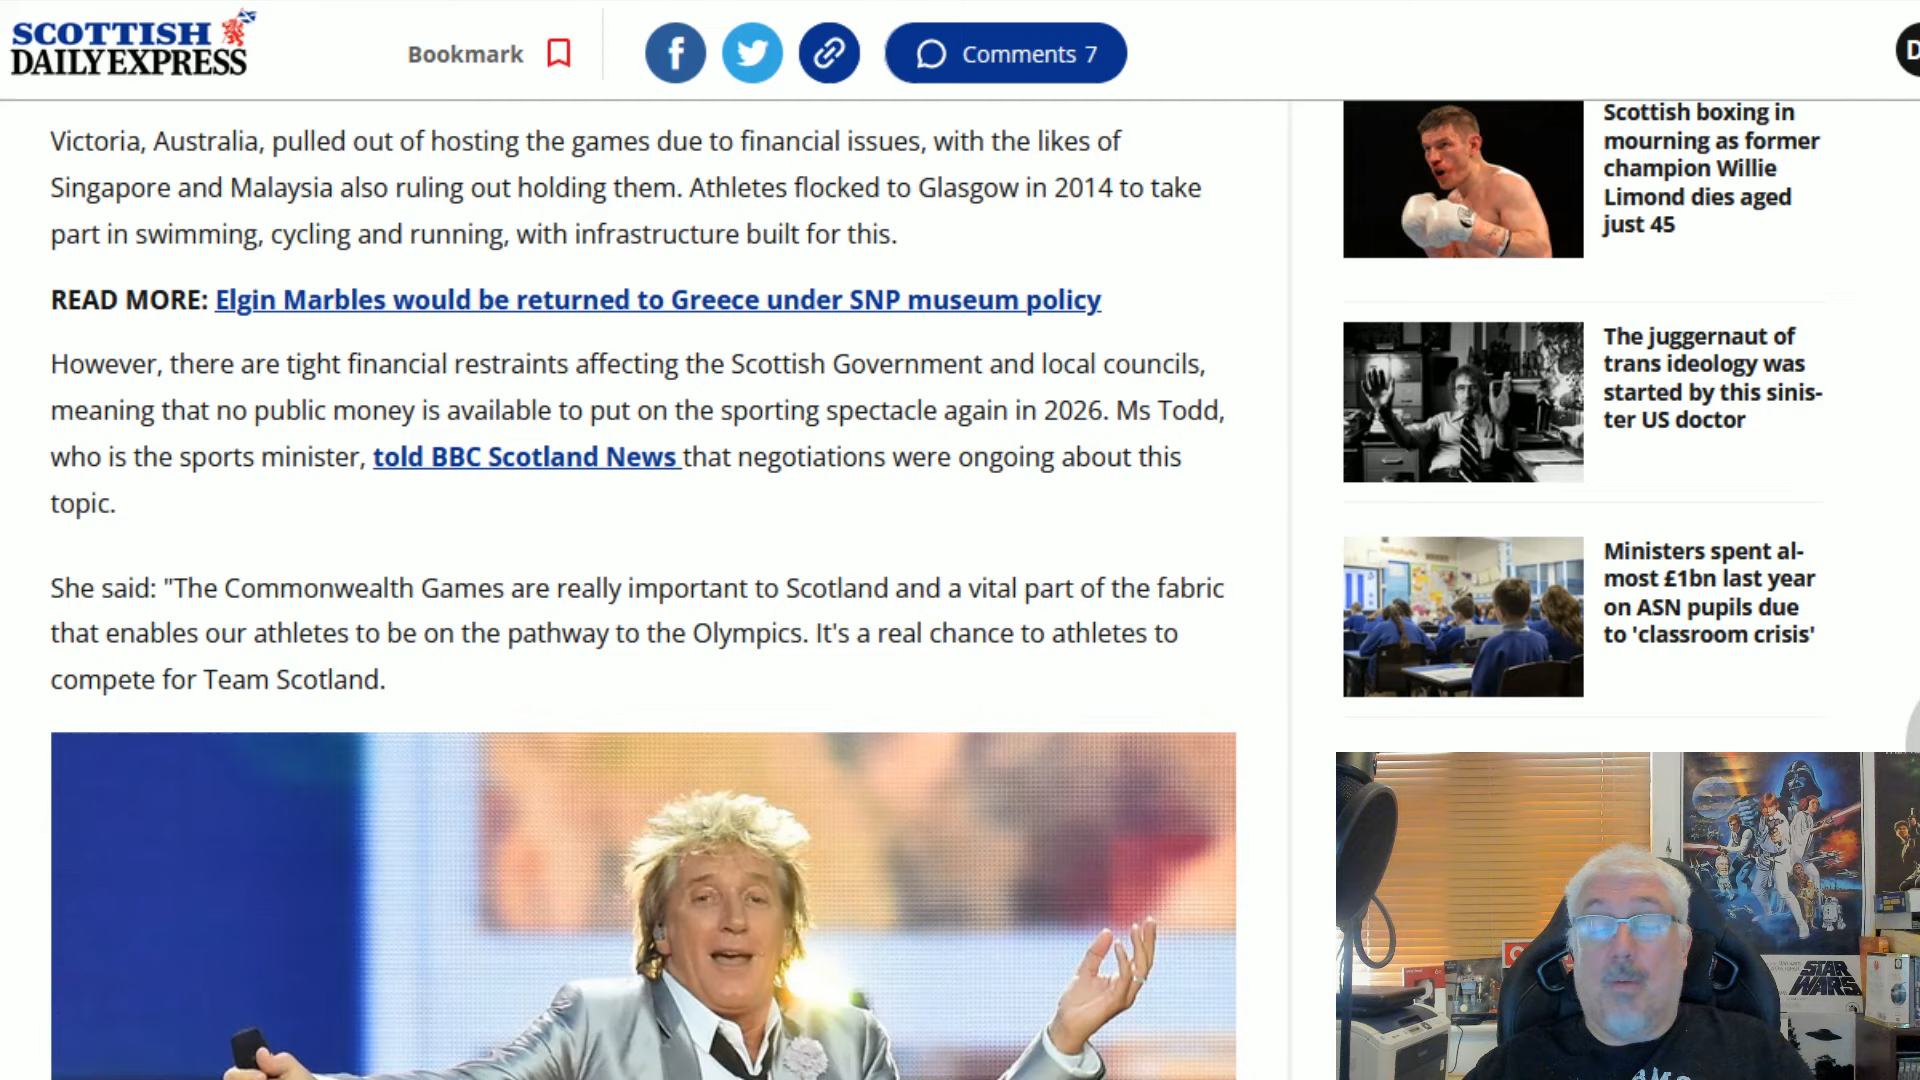 SCOTTISH
DAILY EXPRESS
Bookmark
Comments 7
D
Victoria, Australia, pulled out of hosting the games due to financial issues, with the likes of
Singapore and Malaysia also ruling out holding them. Athletes flocked to Glasgow in 2014 to take
part in swimming, cycling and running, with infrastructure built for this.
READ MORE: Elgin Marbles would be returned to Greece under SNP museum policy
However, there are tight financial restraints affecting the Scottish Government and local councils,
meaning that no public money is available to put on the sporting spectacle again in 2026. Ms Todd,
who is the sports minister, told BBC Scotland News that negotiations were ongoing about this
topic.
She said: "The Commonwealth Games are really important to Scotland and a vital part of the fabric
that enables our athletes to be on the pathway to the Olympics. It's a real chance to athletes to
compete for Team Scotland.
Scottish boxing in
mourning as former
champion Willie
Limond dies aged
just 45
The juggernaut of
trans ideology was
started by this sinis-
ter US doctor
Ministers spent al-
most £1bn last year
on ASN pupils due
to 'classroom crisis'
STAR
WARS